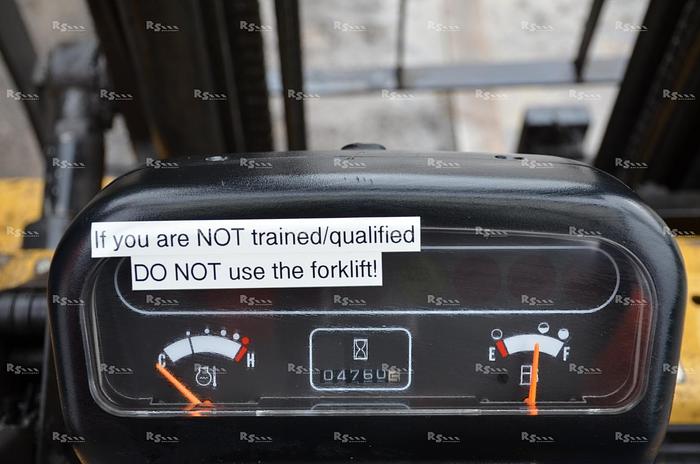 If you are NOT trained/qualified
DO NOT use the forklift!
C H
04760
E F